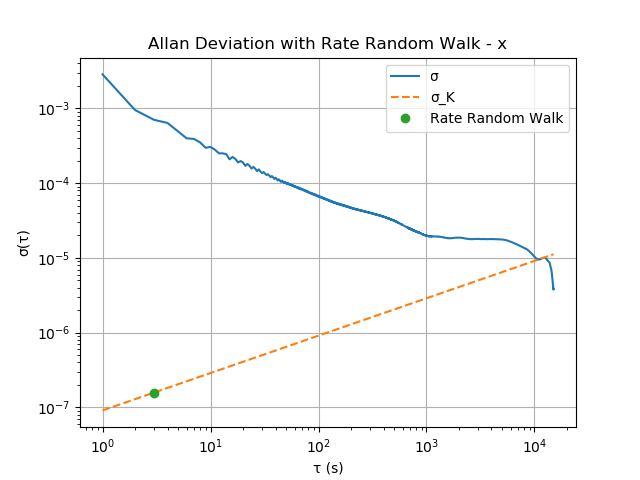 Allan Deviation with Rate Random Walk - x
σ(τ)
10⁻³
10⁻⁴
10⁻⁵
10⁻⁶
10⁻⁷
σ
σ_K
Rate Random Walk
10⁰ 10¹ 10² 10³ 10⁴
τ (s)